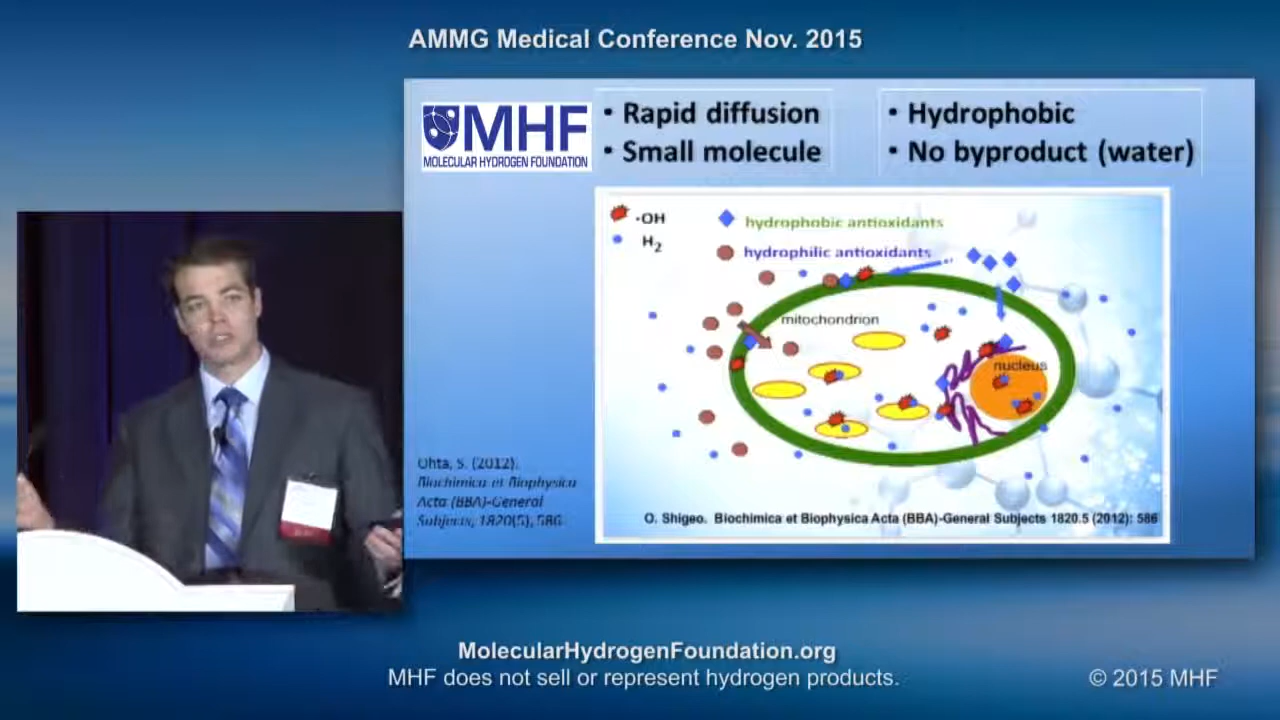 AMMG Medical Conference Nov. 2015
MHF
MOLECULAR HYDROGEN FOUNDATION
• Rapid diffusion
• Small molecule
• Hydrophobic
• No byproduct (water)
·OH
H2
hydrophobic antioxidants
hydrophilic antioxidants
mitochondrion
nucleus
Ohta, S. (2012).
Biochimica et Biophysica
Acta (BBA)-General
Subjects, 1820(5), 586
O. Shigeo. Biochimica et Biophysica Acta (BBA)-General Subjects 1820.5 (2012): 586
MolecularHydrogenFoundation.org
MHF does not sell or represent hydrogen products.
© 2015 MHF